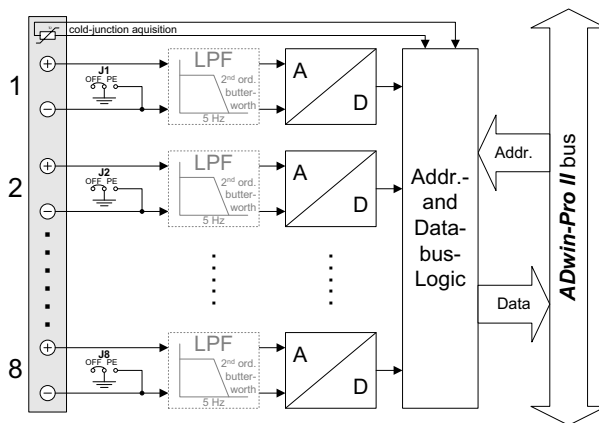 cold-junction aquisition
1
+
−
J1
OFF PE
LPF
2nd ord.
butter-
worth
5 Hz
A
D
2
+
−
J2
OFF PE
LPF
2nd ord.
butter-
worth
5 Hz
A
D
8
+
−
J8
OFF PE
LPF
2nd ord.
butter-
worth
5 Hz
A
D
Addr.-
and
Data-
bus-
Logic
Addr.
Data
ADwin-Pro II bus